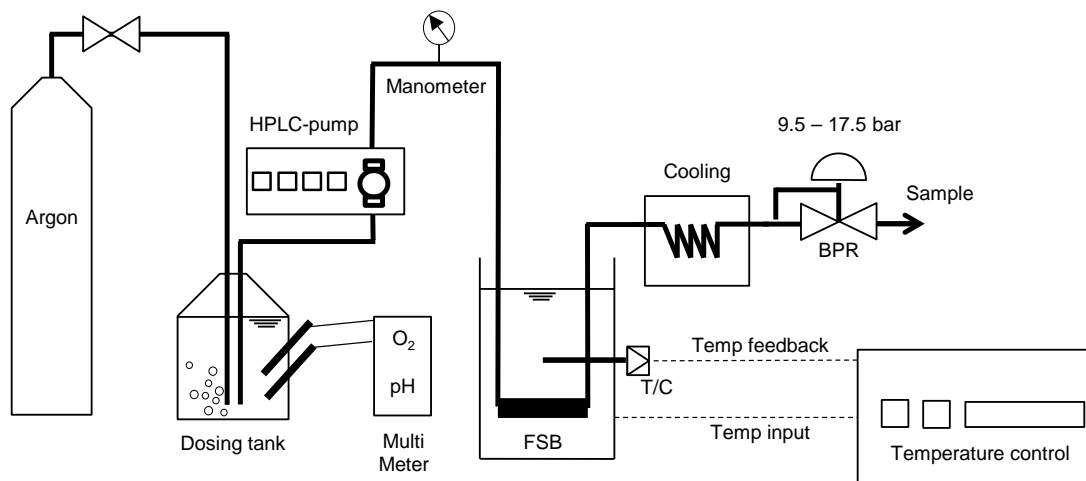 Argon
HPLC-pump
Manometer
9.5 – 17.5 bar
Cooling
Sample
BPR
O2
pH
Dosing tank
Multi
Meter
T/C
Temp feedback
FSB
Temp input
Temperature control